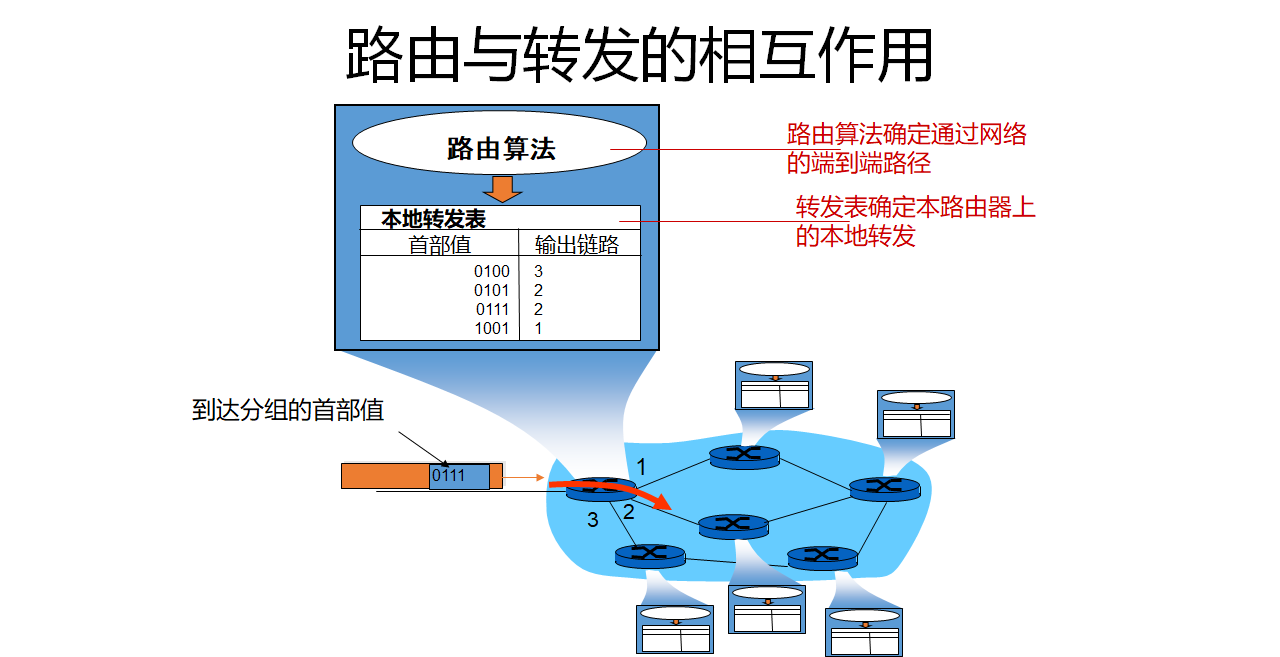 路由与转发的相互作用
路由算法
路由算法确定通过网络
的端到端路径
本地转发表
转发表确定本路由器上
的本地转发
首部值 输出链路
0100 3
0101 2
0111 2
1001 1
到达分组的首部值
0111
1
2
3